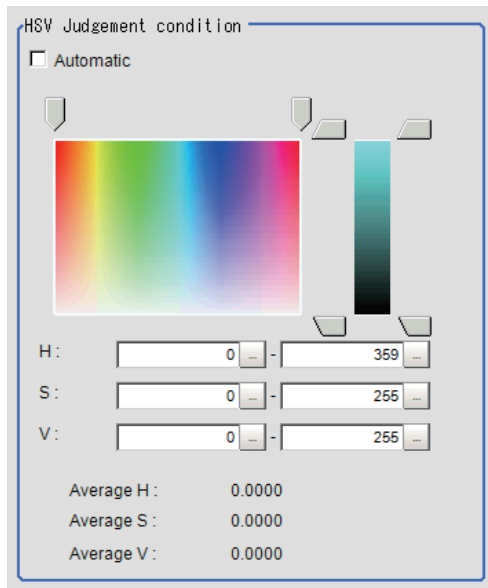 HSV Judgement condition
Automatic
H : 0 ... - 359 ...
S : 0 ... - 255 ...
V : 0 ... - 255 ...
Average H : 0.0000
Average S : 0.0000
Average V : 0.0000